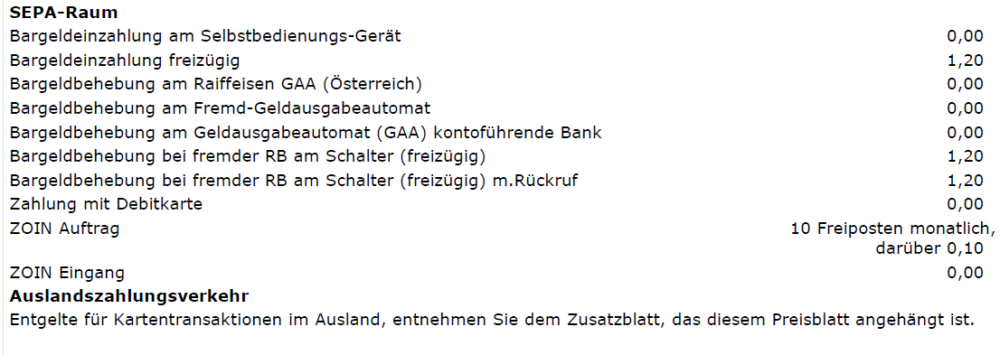 SEPA-Raum
Bargeldeinzahlung am Selbstbedienungs-Gerät 0,00
Bargeldeinzahlung freizügig 1,20
Bargeldbehebung am Raiffeisen GAA (Österreich) 0,00
Bargeldbehebung am Fremd-Geldausgabeautomat 0,00
Bargeldbehebung am Geldausgabeautomat (GAA) kontoführende Bank 0,00
Bargeldbehebung bei fremder RB am Schalter (freizügig) 1,20
Bargeldbehebung bei fremder RB am Schalter (freizügig) m.Rückruf 1,20
Zahlung mit Debitkarte 0,00
ZOIN Auftrag 10 Freiposten monatlich,
darüber 0,10
ZOIN Eingang 0,00
Auslandszahlungsverkehr
Entgelte für Kartentransaktionen im Ausland, entnehmen Sie dem Zusatzblatt, das diesem Preisblatt angehängt ist.